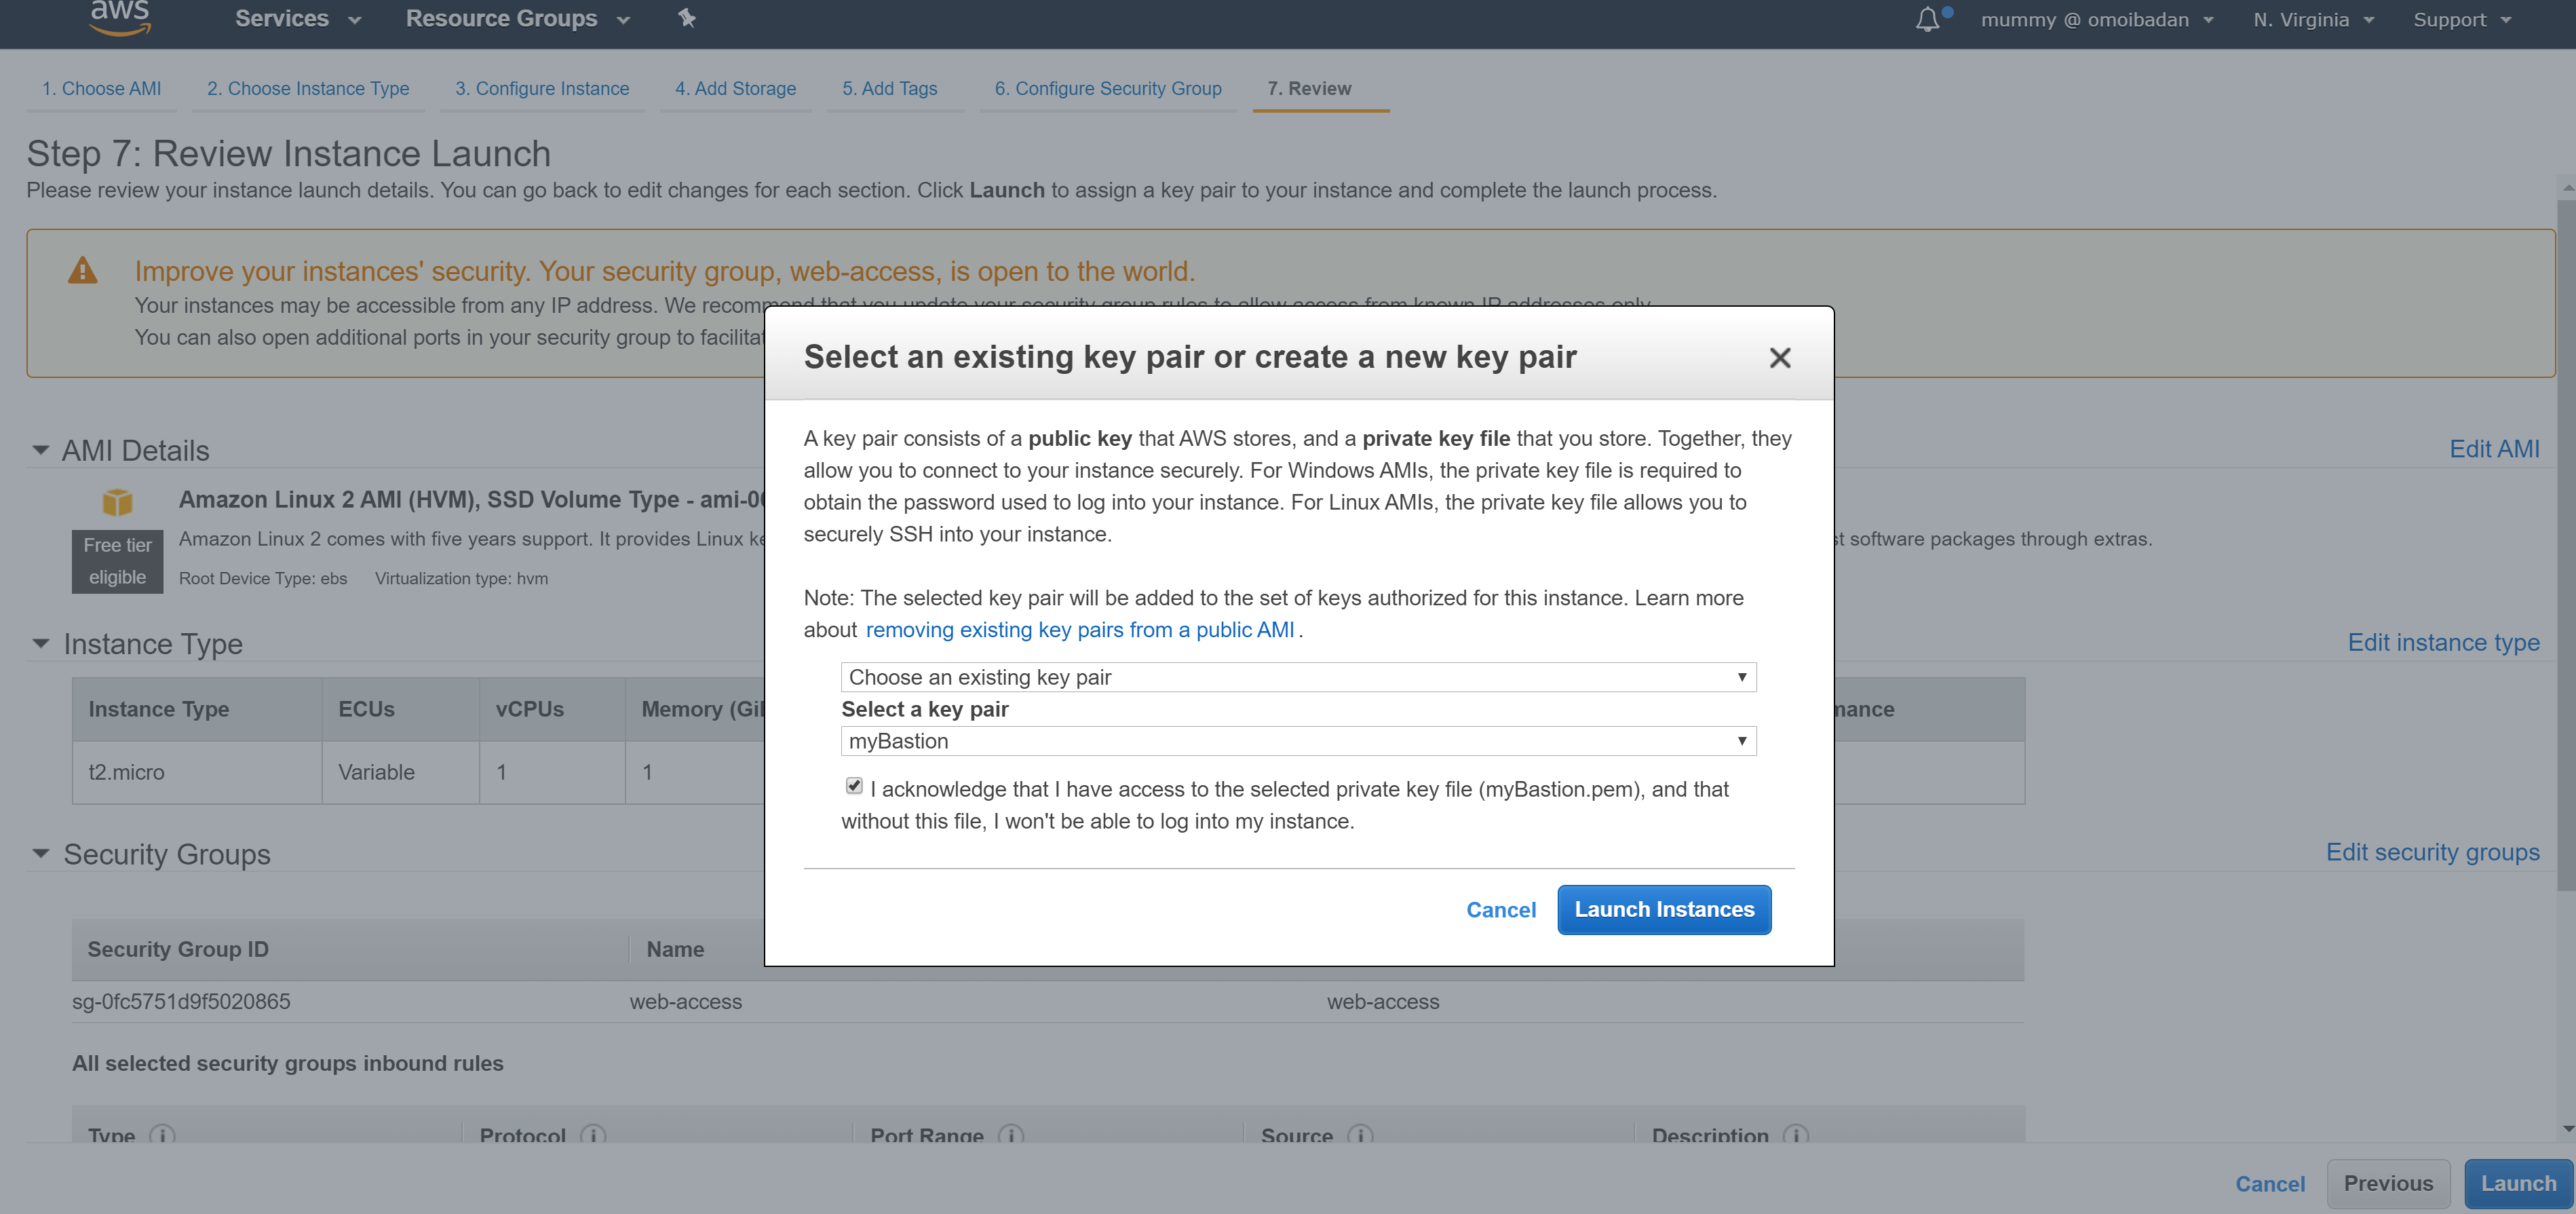 aws
Services
Resource Groups
mummy @ omoibadan
N. Virginia
Support
1. Choose AMI
2. Choose Instance Type
3. Configure Instance
4. Add Storage
5. Add Tags
6. Configure Security Group
7. Review
Step 7: Review Instance Launch
Please review your instance launch details. You can go back to edit changes for each section. Click Launch to assign a key pair to your instance and complete the launch process.
Improve your instances' security. Your security group, web-access, is open to the world.
Your instances may be accessible from any IP address. We recommend that you update your security group rules to allow access from known IP addresses only.
You can also open additional ports in your security group to
Select an existing key pair or create a new key pair
A key pair consists of a public key that AWS stores, and a private key file that you store. Together, they
allow you to connect to your instance securely. For Windows AMIs, the private key file is required to
obtain the password used to log into your instance. For Linux AMIs, the private key file allows you to
securely SSH into your instance.
Note: The selected key pair will be added to the set of keys authorized for this instance. Learn more
about removing existing key pairs from a public AMI .
Choose an existing key pair
Select a key pair
myBastion
I acknowledge that I have access to the selected private key file (myBastion.pem), and that
without this file, I won't be able to log into my instance.
Cancel
Launch Instances
AMI Details
Edit AMI
Amazon Linux 2 AMI (HVM), SSD Volume Type -
Free tier
eligible
Amazon Linux 2 comes with five years support. It provides Linux
software packages through extras.
Root Device Type: ebs
Virtualization type: hvm
Instance Type
Edit instance type
Instance Type
ECUs
vCPUs
Memory
t2.micro
Variable
1
1
Security Groups
Edit security groups
Security Group ID
Name
sg-0fc5751d9f5020865
web-access
web-access
All selected security groups inbound rules
Type
Protocol
Port Range
Source
Description
Cancel
Previous
Launch